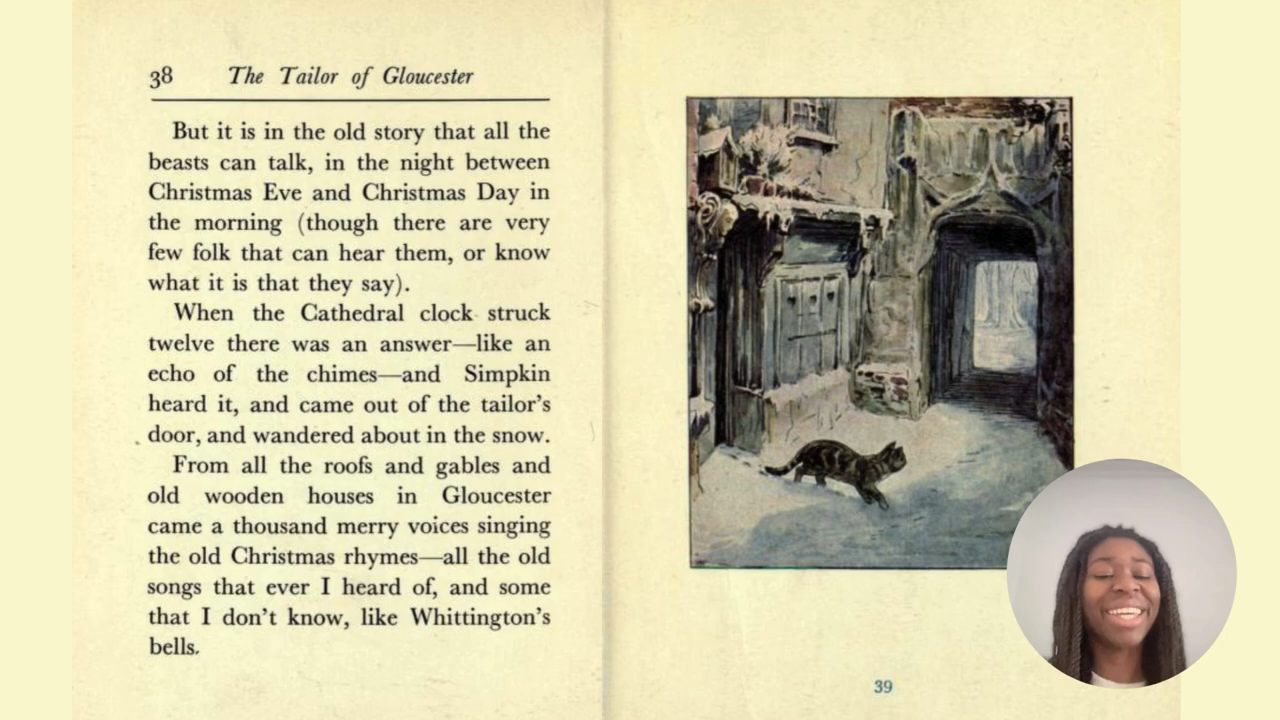 38 The Tailor of Gloucester
But it is in the old story that all the
beasts can talk, in the night between
Christmas Eve and Christmas Day in
the morning (though there are very
few folk that can hear them, or know
what it is that they say).
When the Cathedral clock struck
twelve there was an answer—like an
echo of the chimes—and Simpkin
heard it, and came out of the tailor's
door, and wandered about in the snow.
From all the roofs and gables and
old wooden houses in Gloucester
came a thousand merry voices singing
the old Christmas rhymes—all the old
songs that ever I heard of, and some
that I don't know, like Whittington's
bells.
39